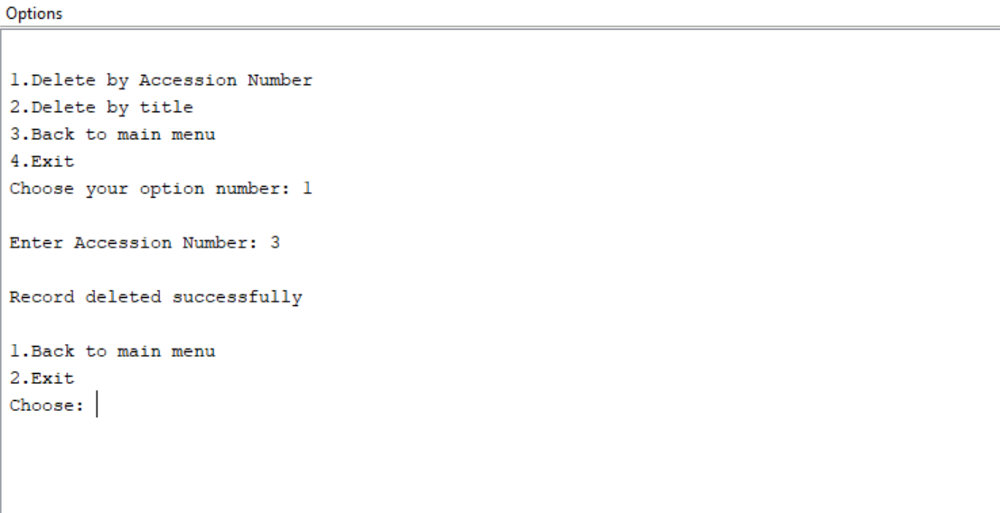 Options
1.Delete by Accession Number
2.Delete by title
3.Back to main menu
4.Exit
Choose your option number: 1
Enter Accession Number: 3
Record deleted successfully
1.Back to main menu
2.Exit
Choose: